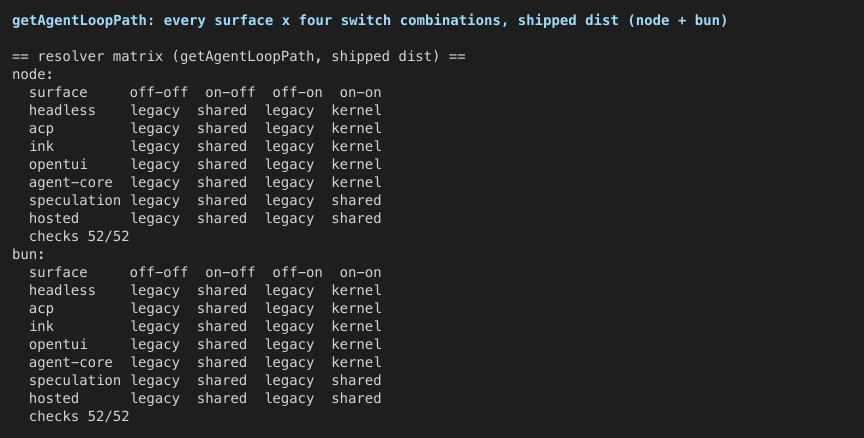 getAgentLoopPath: every surface x four switch combinations, shipped dist (node + bun)
== resolver matrix (getAgentLoopPath, shipped dist) ==
node:
surface     off-off  on-off  off-on  on-on
headless    legacy  shared  legacy  kernel
acp         legacy  shared  legacy  kernel
ink         legacy  shared  legacy  kernel
opentui     legacy  shared  legacy  kernel
agent-core  legacy  shared  legacy  kernel
speculation legacy  shared  legacy  shared
hosted      legacy  shared  legacy  shared
checks 52/52
bun:
surface     off-off  on-off  off-on  on-on
headless    legacy  shared  legacy  kernel
acp         legacy  shared  legacy  kernel
ink         legacy  shared  legacy  kernel
opentui     legacy  shared  legacy  kernel
agent-core  legacy  shared  legacy  kernel
speculation legacy  shared  legacy  shared
hosted      legacy  shared  legacy  shared
checks 52/52